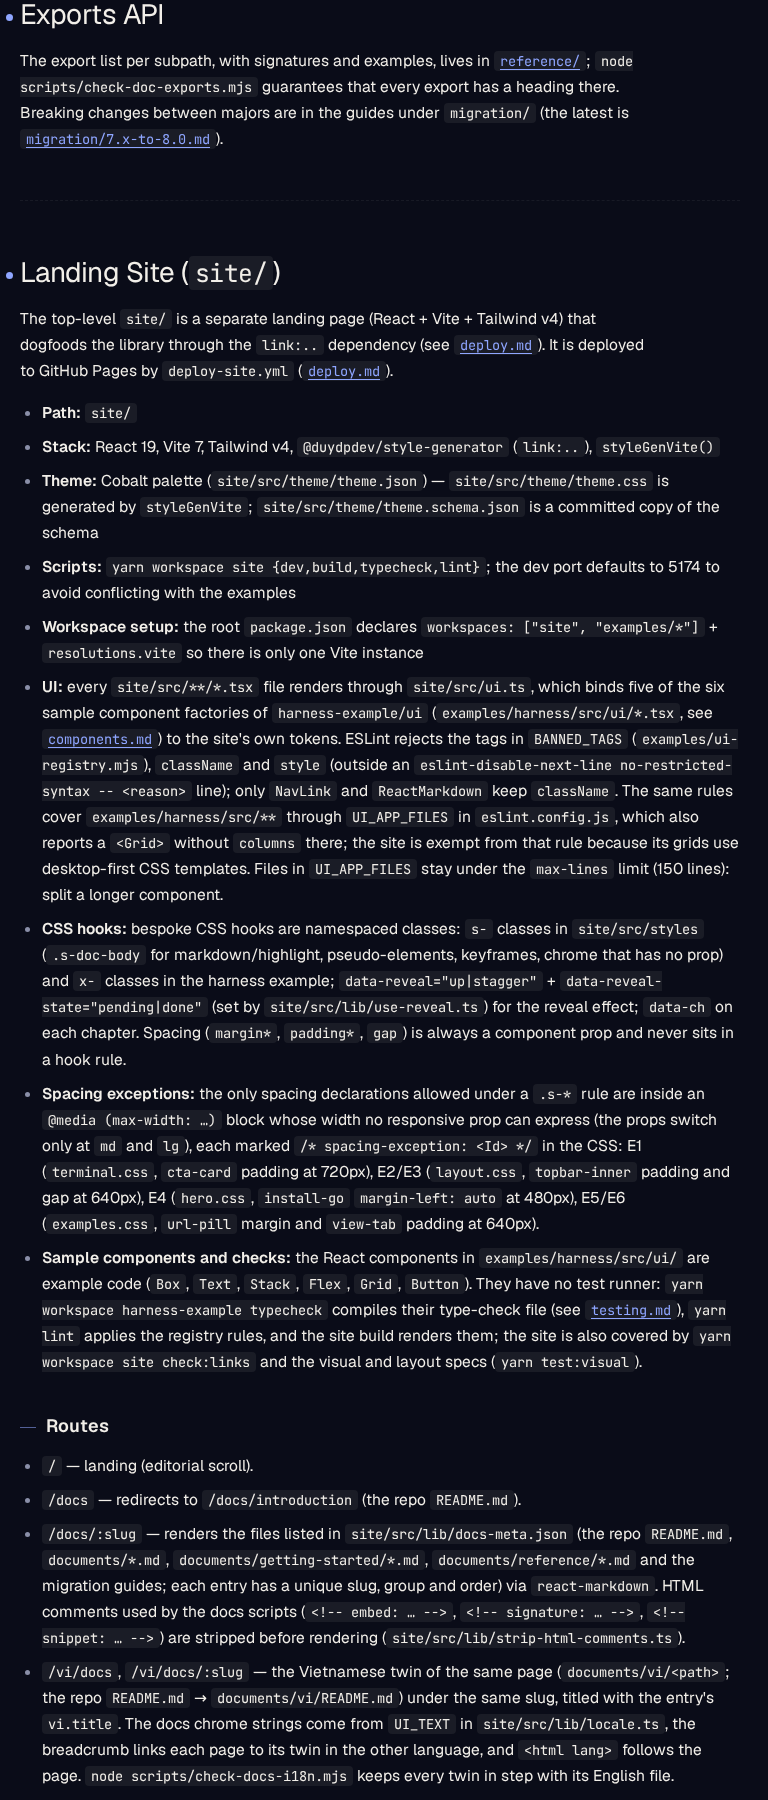 Exports API
The export list per subpath, with signatures and examples, lives in reference/ ; node
scripts/check-doc-exports.mjs guarantees that every export has a heading there.
Breaking changes between majors are in the guides under migration/ (the latest is
migration/7.x-to-8.0.md ).
Landing Site ( site/ )
The top-level site/ is a separate landing page (React + Vite + Tailwind v4) that
dogfoods the library through the link:.. dependency (see deploy.md ). It is deployed
to GitHub Pages by deploy-site.yml ( deploy.md ).
Path: site/
Stack: React 19, Vite 7, Tailwind v4, @duydpdev/style-generator ( link:.. ), styleGenVite()
Theme: Cobalt palette ( site/src/theme/theme.json ) — site/src/theme/theme.css is
generated by styleGenVite ; site/src/theme/theme.schema.json is a committed copy of the
schema
Scripts: yarn workspace site {dev,build,typecheck,lint} ; the dev port defaults to 5174 to
avoid conflicting with the examples
Workspace setup: the root package.json declares workspaces: ["site", "examples/*"] +
resolutions.vite so there is only one Vite instance
UI: every site/src/**/*.tsx file renders through site/src/ui.ts , which binds five of the six
sample component factories of harness-example/ui ( examples/harness/src/ui/*.tsx , see
components.md ) to the site's own tokens. ESLint rejects the tags in BANNED_TAGS ( examples/ui-
registry.mjs ), className and style (outside an eslint-disable-next-line no-restricted-
syntax -- <reason> line); only NavLink and ReactMarkdown keep className . The same rules
cover examples/harness/src/** through UI_APP_FILES in eslint.config.js , which also
reports a <Grid> without columns there; the site is exempt from that rule because its grids use
desktop-first CSS templates. Files in UI_APP_FILES stay under the max-lines limit (150 lines):
split a longer component.
CSS hooks: bespoke CSS hooks are namespaced classes: s- classes in site/src/styles
( .s-doc-body for markdown/highlight, pseudo-elements, keyframes, chrome that has no prop)
and x- classes in the harness example; data-reveal="up|stagger" + data-reveal-
state="pending|done" (set by site/src/lib/use-reveal.ts ) for the reveal effect; data-ch on
each chapter. Spacing ( margin* , padding* , gap ) is always a component prop and never sits in
a hook rule.
Spacing exceptions: the only spacing declarations allowed under a .s-* rule are inside an
@media (max-width: …) block whose width no responsive prop can express (the props switch
only at md and lg ), each marked /* spacing-exception: <Id> */ in the CSS: E1
( terminal.css , cta-card padding at 720px), E2/E3 ( layout.css , topbar-inner padding and
gap at 640px), E4 ( hero.css , install-go margin-left: auto at 480px), E5/E6
( examples.css , url-pill margin and view-tab padding at 640px).
Sample components and checks: the React components in examples/harness/src/ui/ are
example code ( Box , Text , Stack , Flex , Grid , Button ). They have no test runner: yarn
workspace harness-example typecheck compiles their type-check file (see testing.md ), yarn
lint applies the registry rules, and the site build renders them; the site is also covered by yarn
workspace site check:links and the visual and layout specs ( yarn test:visual ).
— Routes
/ — landing (editorial scroll).
/docs — redirects to /docs/introduction (the repo README.md ).
/docs/:slug — renders the files listed in site/src/lib/docs-meta.json (the repo README.md ,
documents/*.md , documents/getting-started/*.md , documents/reference/*.md and the
migration guides; each entry has a unique slug, group and order) via react-markdown . HTML
comments used by the docs scripts ( <!-- embed: … --> , <!-- signature: … --> , <!--
snippet: … --> ) are stripped before rendering ( site/src/lib/strip-html-comments.ts ).
/vi/docs , /vi/docs/:slug — the Vietnamese twin of the same page ( documents/vi/<path> ;
the repo README.md → documents/vi/README.md ) under the same slug, titled with the entry's
vi.title . The docs chrome strings come from UI_TEXT in site/src/lib/locale.ts , the
breadcrumb links each page to its twin in the other language, and <html lang> follows the
page. node scripts/check-docs-i18n.mjs keeps every twin in step with its English file.